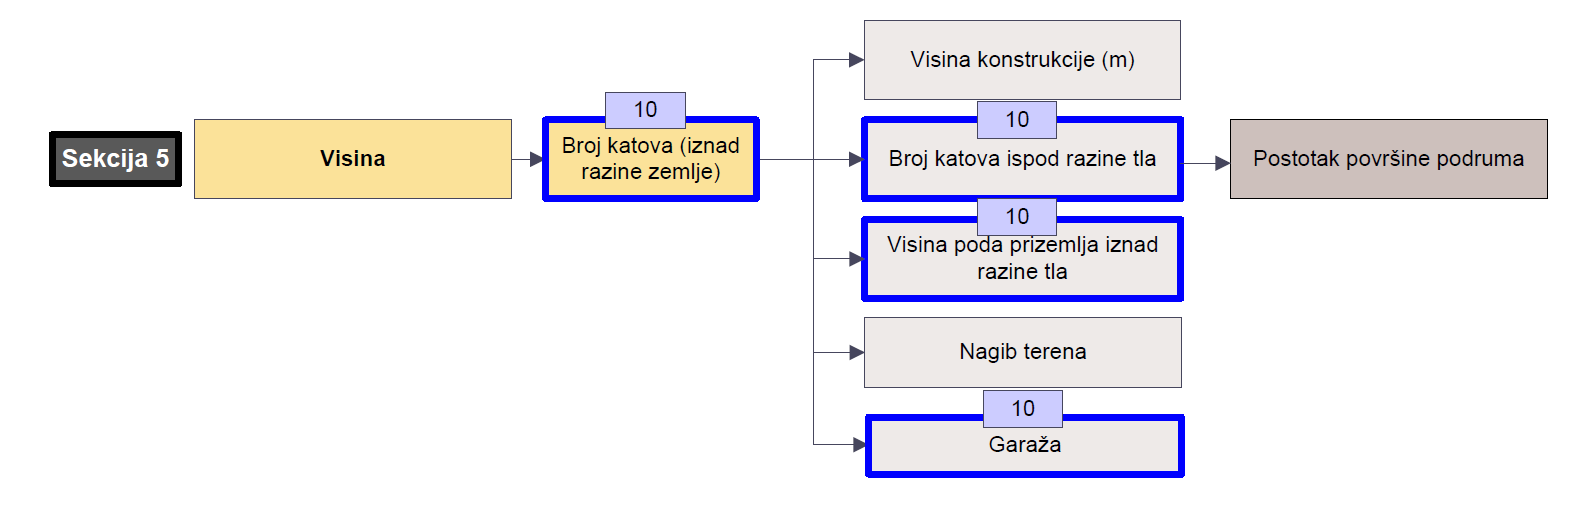 Sekcija 5
Visina
10
Broj katova (iznad
razine zemlje)
Visina konstrukcije (m)
10
Broj katova ispod razine tla
Postotak površine podruma
10
Visina poda prizemlja iznad
razine tla
Nagib terena
10
Garaža